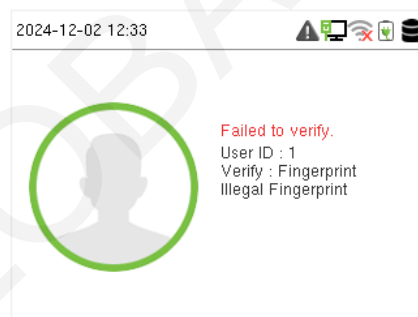 2024-12-02 12:33
Failed to verify.
User ID : 1
Verify : Fingerprint
Illegal Fingerprint